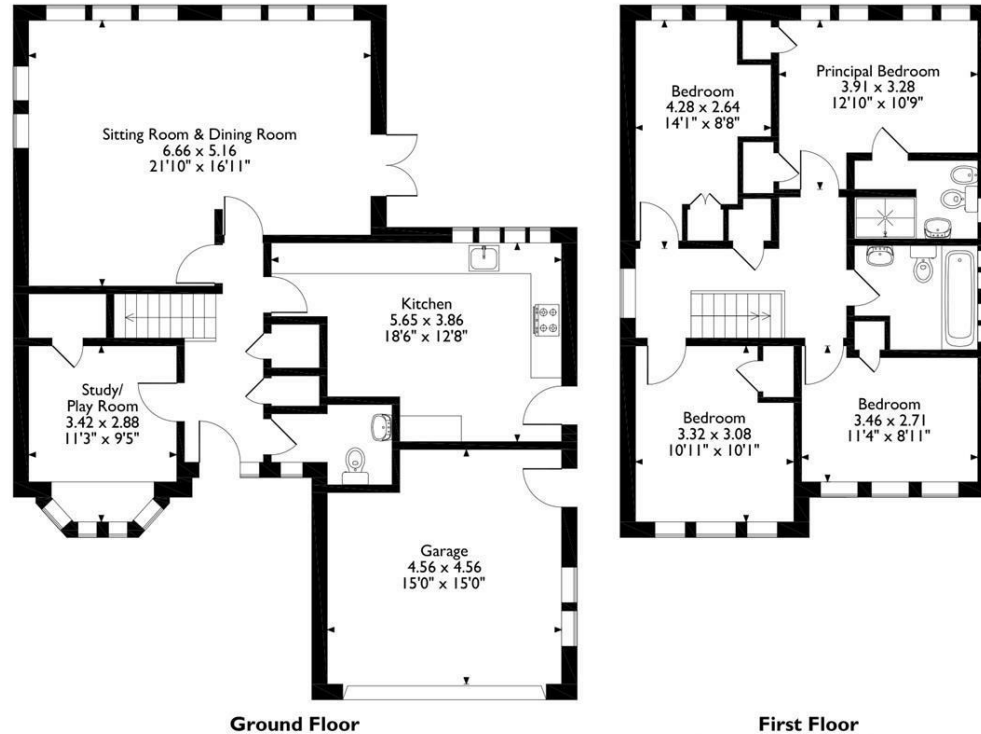 Sitting Room & Dining Room
6.66 x 5.16
21'10" x 16'11"
Kitchen
5.65 x 3.86
18'6" x 12'8"
Study/
Play Room
3.42 x 2.88
11'3" x 9'5"
Garage
4.56 x 4.56
15'0" x 15'0"
Ground Floor
Bedroom
4.28 x 2.64
14'1" x 8'8"
Principal Bedroom
3.91 x 3.28
12'10" x 10'9"
Bedroom
3.32 x 3.08
10'11" x 10'1"
Bedroom
3.46 x 2.71
11'4" x 8'11"
First Floor